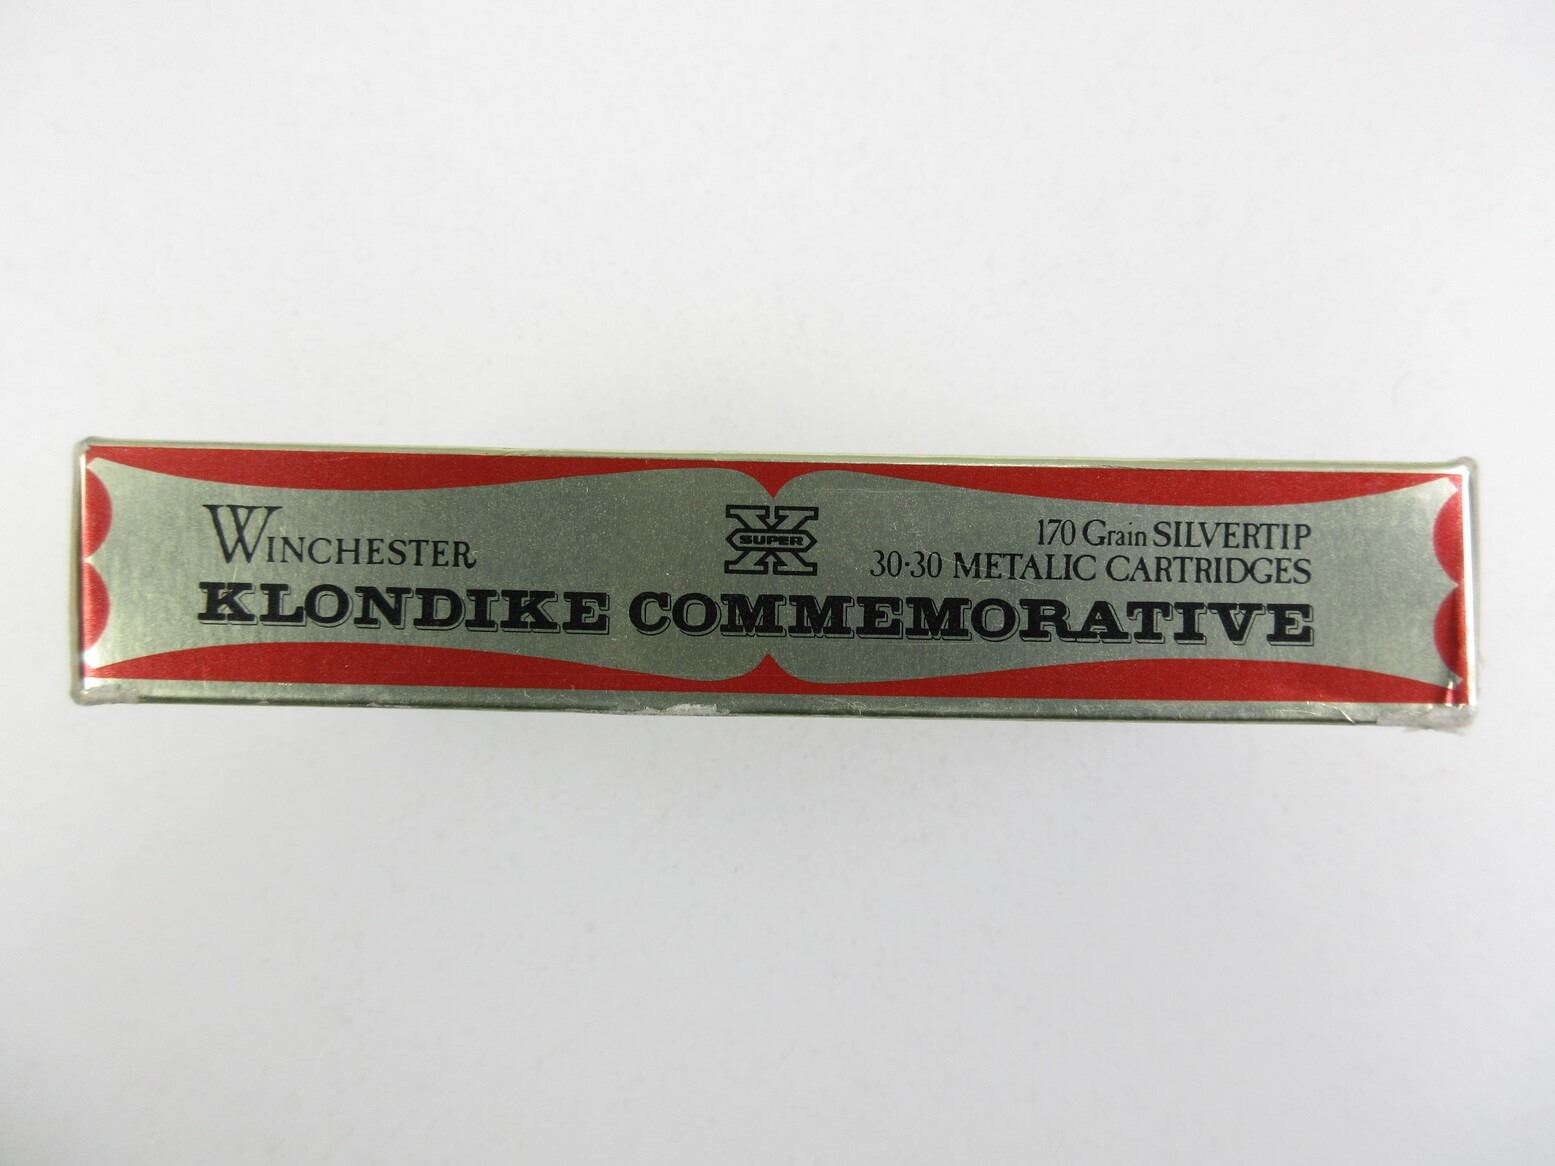 WINCHESTER
SUPER X
170 Grain SILVERTIP
30·30 METALIC CARTRIDGES
KLONDIKE COMMEMORATIVE